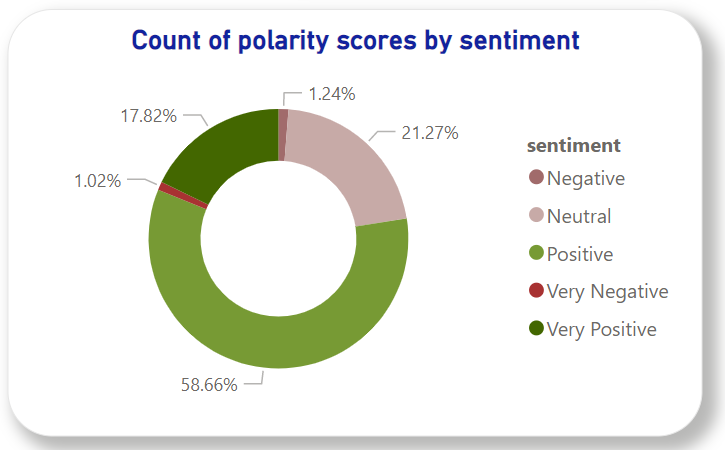 Count of polarity scores by sentiment
1.24%
17.82%
21.27%
1.02%
58.66%
sentiment
Negative
Neutral
Positive
Very Negative
Very Positive